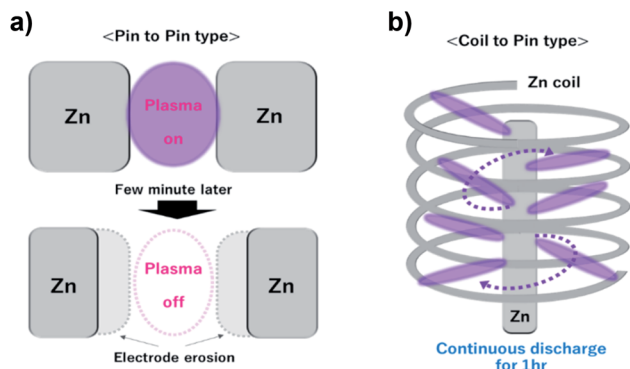 a)
<Pin to Pin type>
Zn
Plasma
on
Zn
Few minute later
Zn
Plasma
off
Zn
Electrode erosion
b)
<Coil to Pin type>
Zn coil
Zn
Continuous discharge
for 1hr